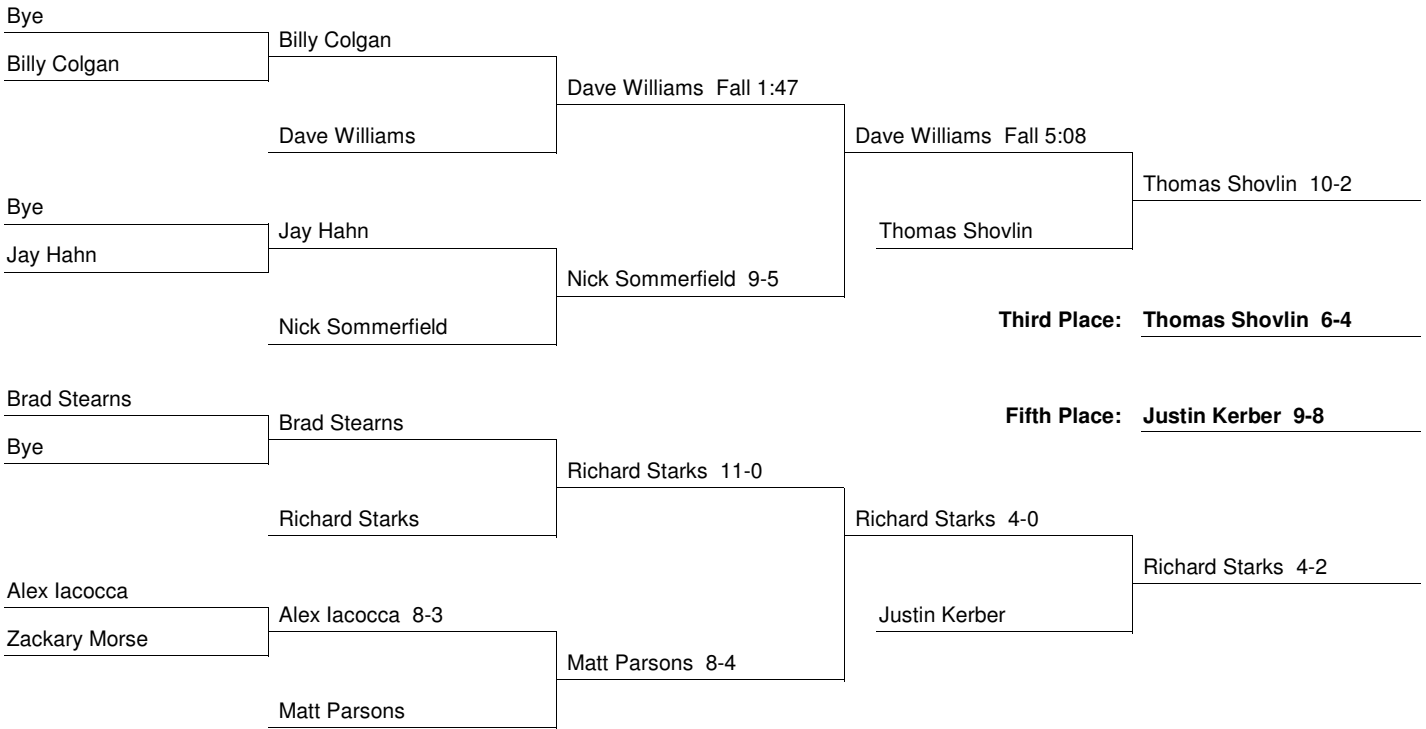 Bye
Billy Colgan
Billy Colgan
Dave Williams Fall 1:47
Dave Williams
Dave Williams Fall 5:08
Thomas Shovlin 10-2
Bye
Jay Hahn
Thomas Shovlin
Jay Hahn
Nick Sommerfield 9-5
Nick Sommerfield
Third Place: Thomas Shovlin 6-4
Brad Stearns
Brad Stearns
Fifth Place: Justin Kerber 9-8
Bye
Richard Starks 11-0
Richard Starks
Richard Starks 4-0
Richard Starks 4-2
Alex Iacocca
Alex Iacocca 8-3
Justin Kerber
Zackary Morse
Matt Parsons 8-4
Matt Parsons